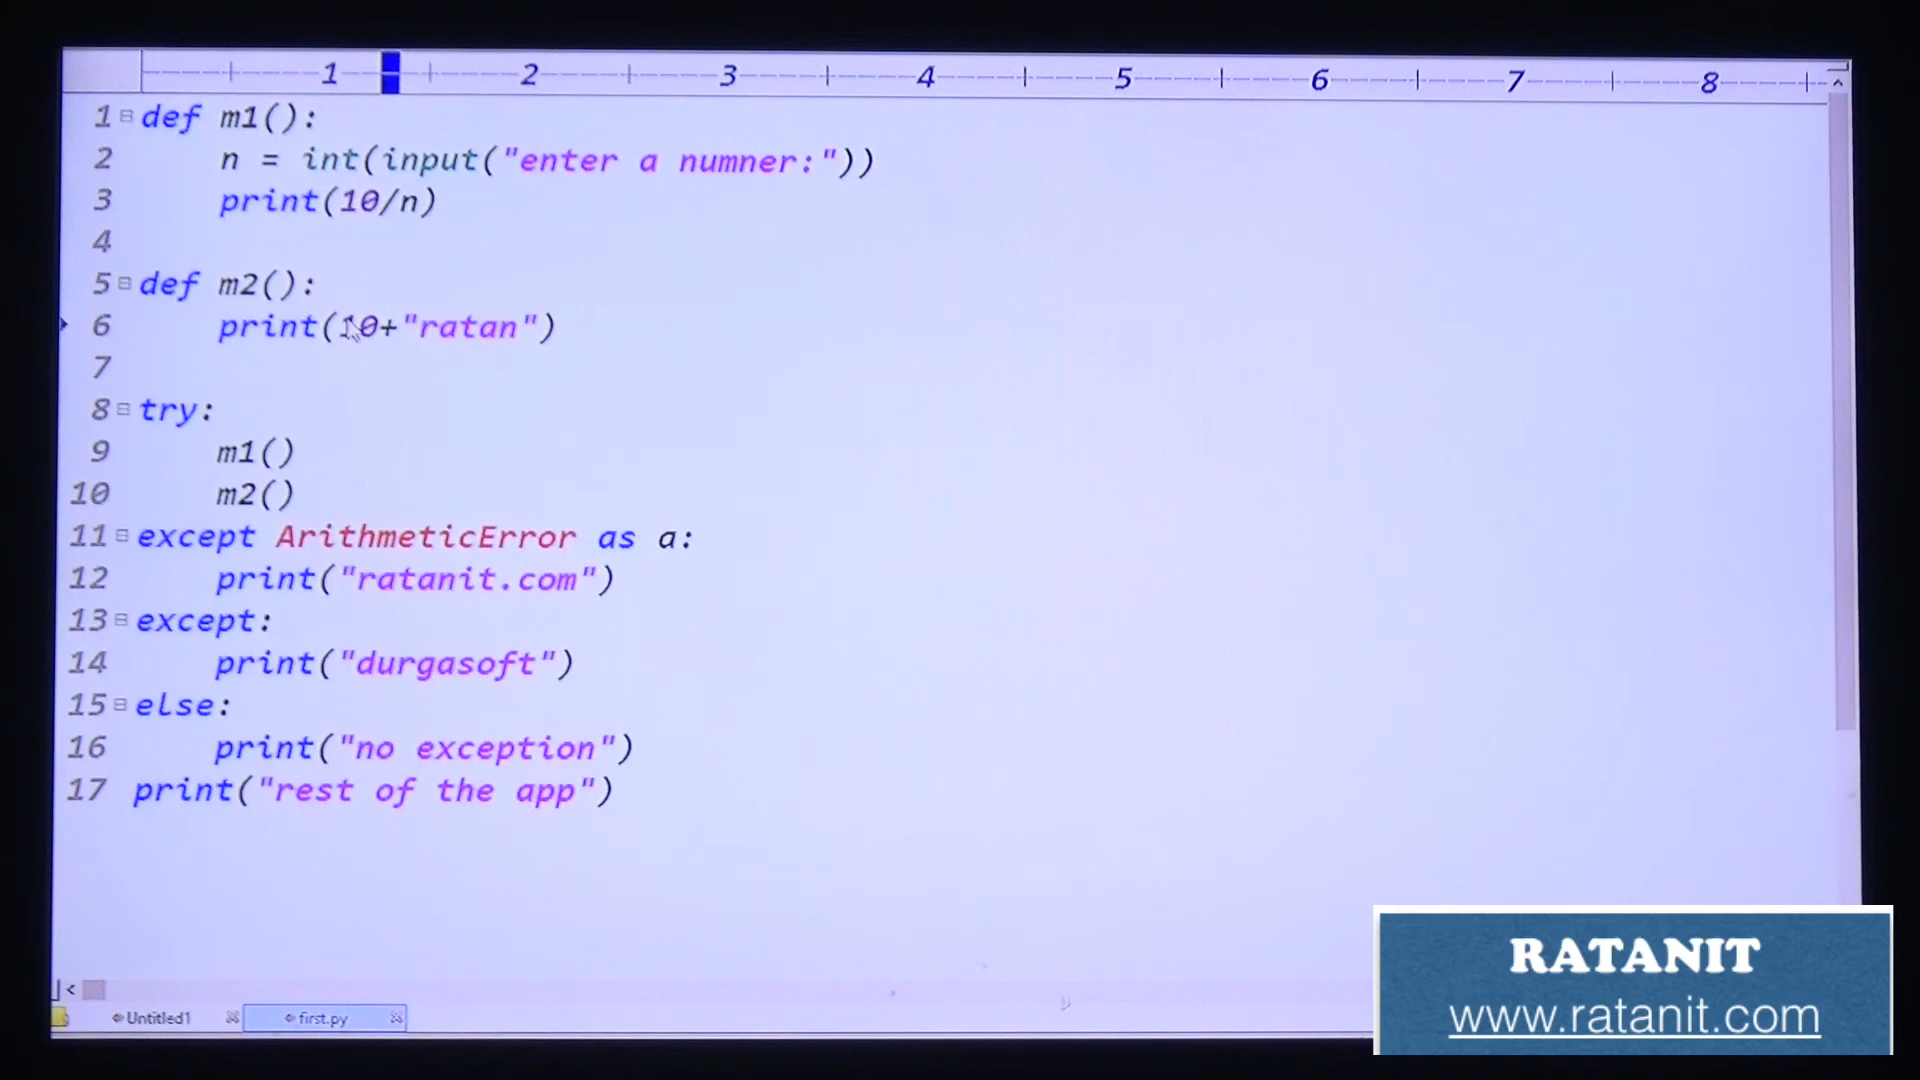 1 2 3 4 5 6 7 8
1 def m1():
2 n = int(input("enter a numner:"))
3 print(10/n)
4
5 def m2():
6 print(10+"ratan")
7
8 try:
9 m1()
10 m2()
11 except ArithmeticError as a:
12 print("ratanit.com")
13 except:
14 print("durgasoft")
15 else:
16 print("no exception")
17 print("rest of the app")
Untitled1 first.py
RATANIT
www.ratanit.com